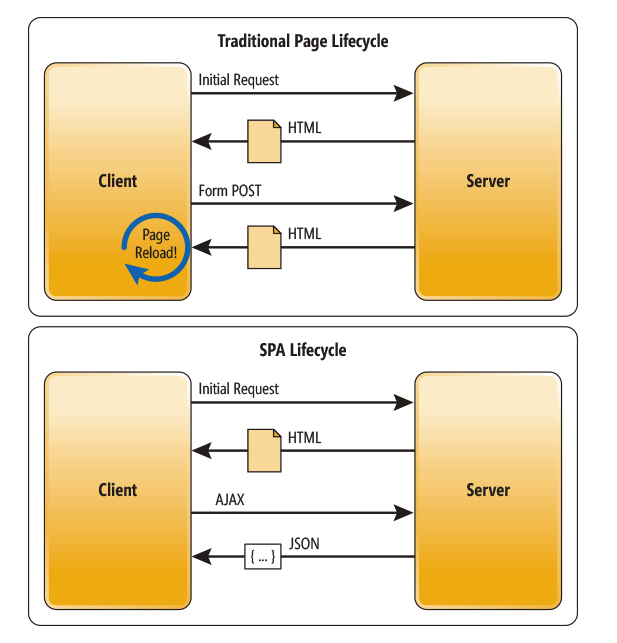 Traditional Page Lifecycle
Initial Request
HTML
Client
Server
Form POST
HTML
Page
Reload!
SPA Lifecycle
Initial Request
HTML
Client
Server
AJAX
JSON
{ ... }